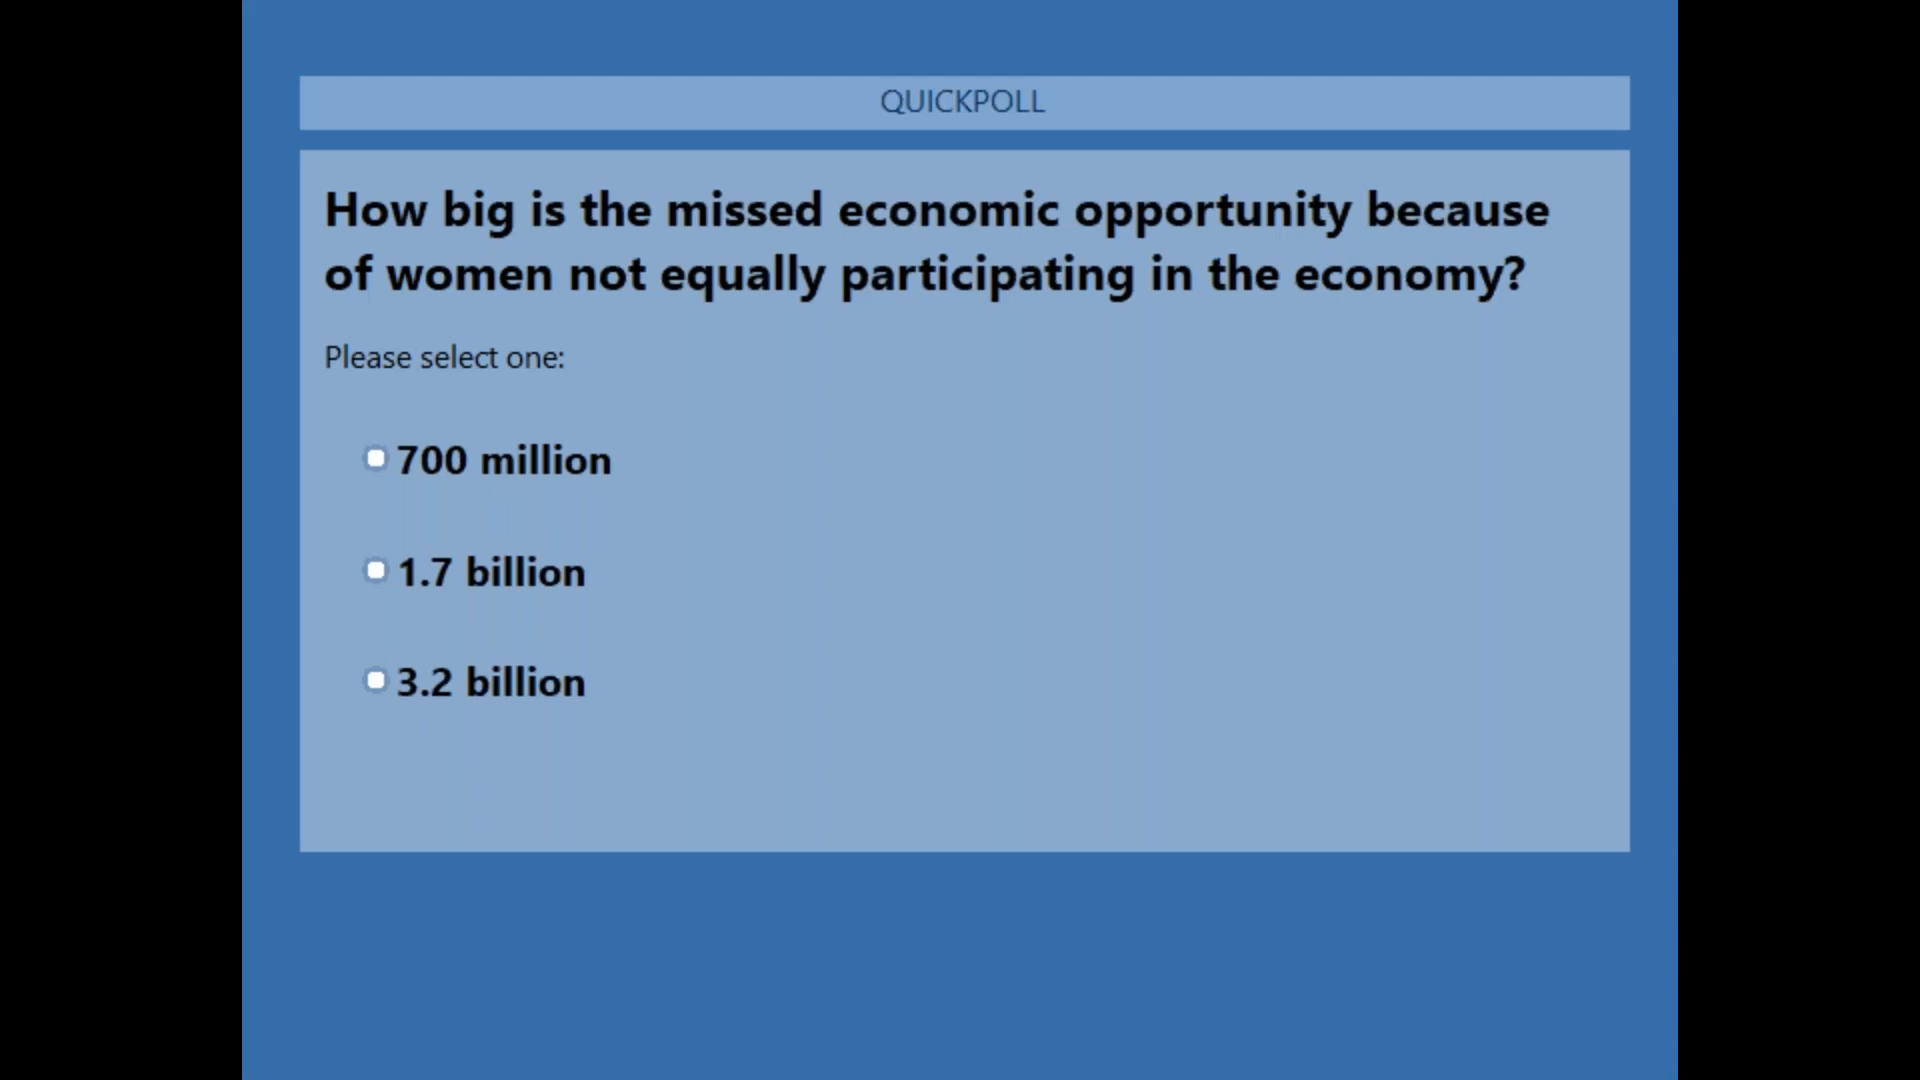 QUICKPOLL
How big is the missed economic opportunity because
of women not equally participating in the economy?
Please select one:
700 million
1.7 billion
3.2 billion